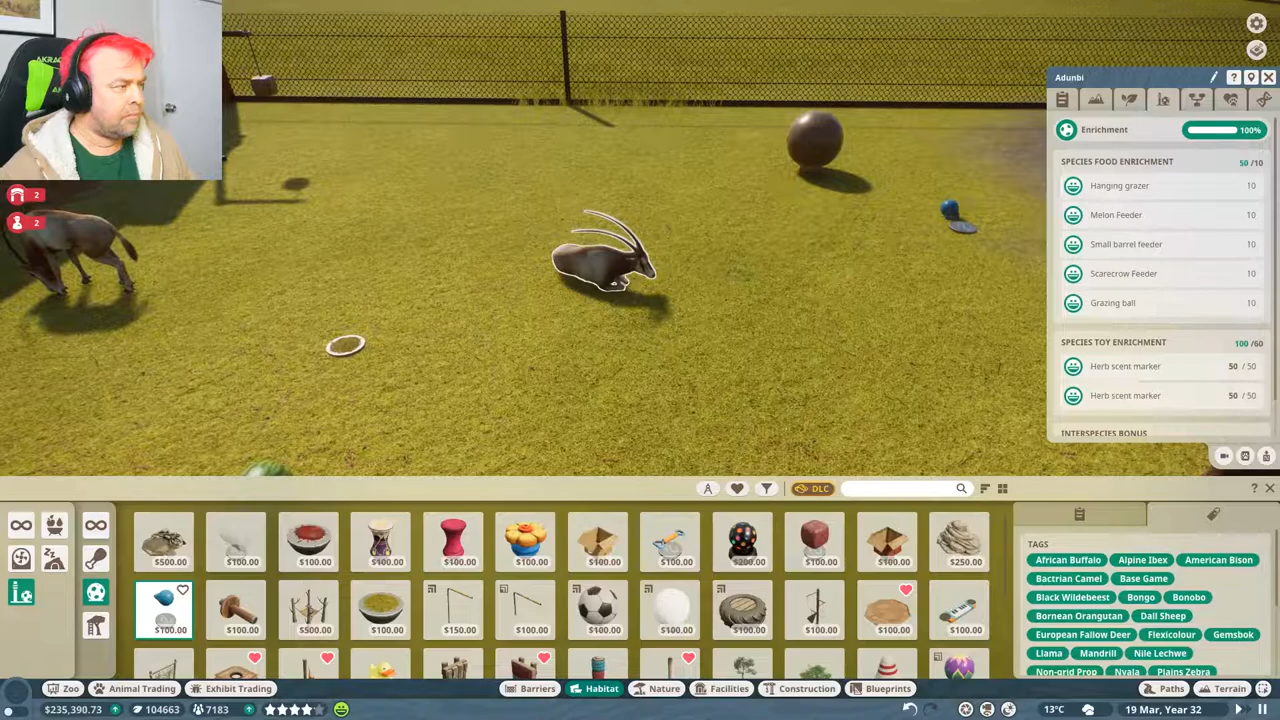 AKRAC
2
2
Adunbi
?
Enrichment 100%
SPECIES FOOD ENRICHMENT 50 /10
Hanging grazer 10
Melon Feeder 10
Small barrel feeder 10
Scarecrow Feeder 10
Grazing ball 10
SPECIES TOY ENRICHMENT 100 /60
Herb scent marker 50 / 50
Herb scent marker 50 / 50
INTERSPECIES BONUS
DLC
?
$500.00 $100.00 $100.00 $100.00 $100.00 $100.00 $100.00 $100.00 $200.00 $100.00 $100.00 $250.00
$100.00 $100.00 $500.00 $100.00 $150.00 $100.00 $100.00 $100.00 $100.00 $100.00 $100.00 $100.00
TAGS
African Buffalo Alpine Ibex American Bison
Bactrian Camel Base Game
Black Wildebeest Bongo Bonobo
Bornean Orangutan Dall Sheep
European Fallow Deer Flexicolour Gemsbok
Llama Mandrill Nile Lechwe
Non-grid Prop Nyala Plains Zebra
Zoo Animal Trading Exhibit Trading Barriers Habitat Nature Facilities Construction Blueprints Paths Terrain
$235,390.73 104663 7183 13°C 19 Mar, Year 32